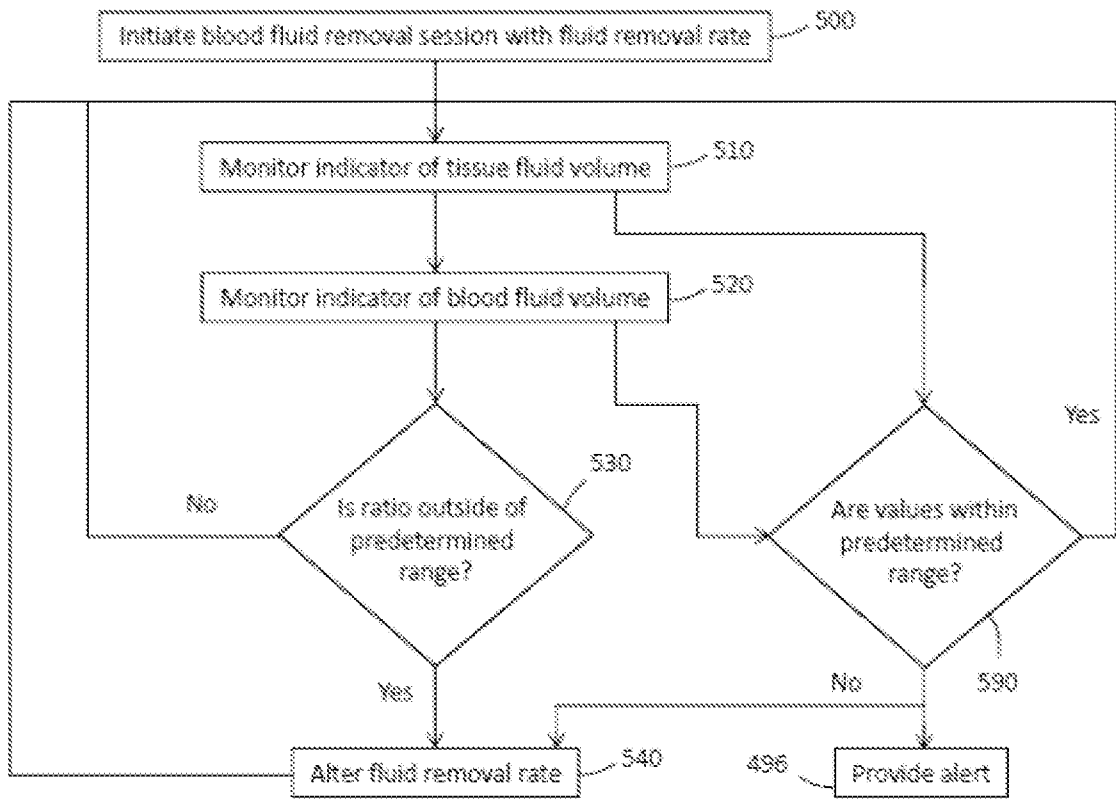 Initiate blood fluid removal session with fluid removal rate
500
Monitor indicator of tissue fluid volume
510
Monitor indicator of blood fluid volume
520
Yes
530
No
Is ratio outside of
predetermined
range?
Are values within
predetermined
range?
590
Yes
No
Alter fluid removal rate
540
496
Provide alert